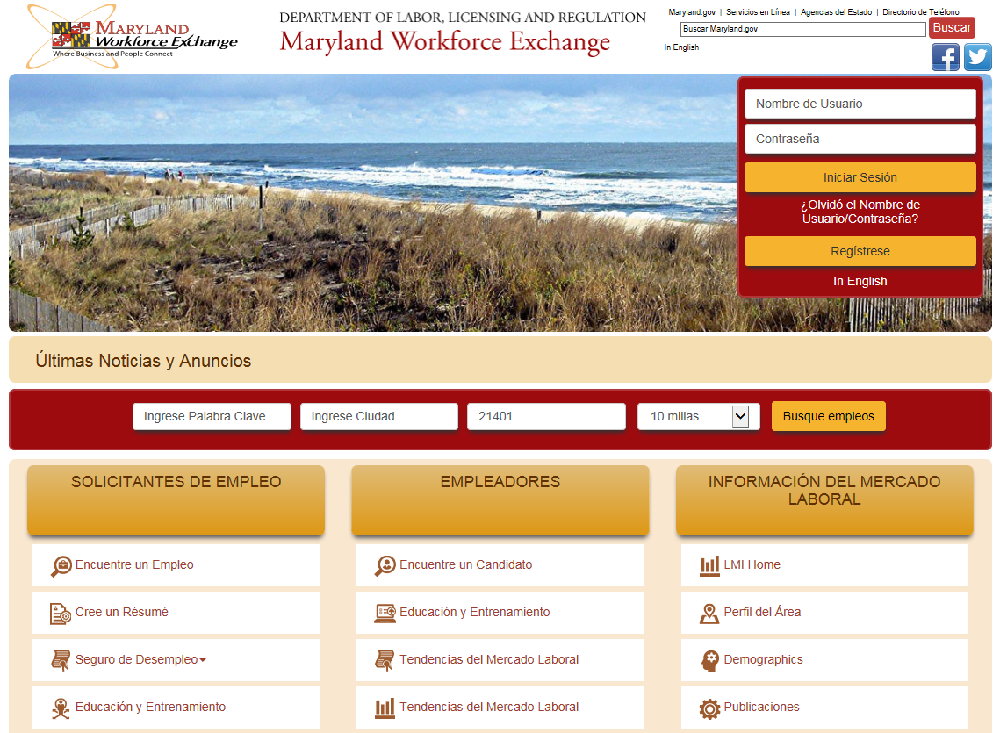 MARYLAND
Workforce Exchange
Where Business and People Connect
DEPARTMENT OF LABOR, LICENSING AND REGULATION
Maryland Workforce Exchange
Maryland.gov | Servicios en Línea | Agencias del Estado | Directorio de Teléfono
Buscar Maryland.gov
Buscar
In English
Nombre de Usuario
Contraseña
Iniciar Sesión
¿Olvidó el Nombre de
Usuario/Contraseña?
Regístrese
In English
Últimas Noticias y Anuncios
Ingrese Palabra Clave
Ingrese Ciudad
21401
10 millas
Busque empleos
SOLICITANTES DE EMPLEO
Encuentre un Empleo
Cree un Résumé
Seguro de Desempleo
Educación y Entrenamiento
EMPLEADORES
Encuentre un Candidato
Educación y Entrenamiento
Tendencias del Mercado Laboral
Tendencias del Mercado Laboral
INFORMACIÓN DEL MERCADO
LABORAL
LMI Home
Perfil del Área
Demographics
Publicaciones